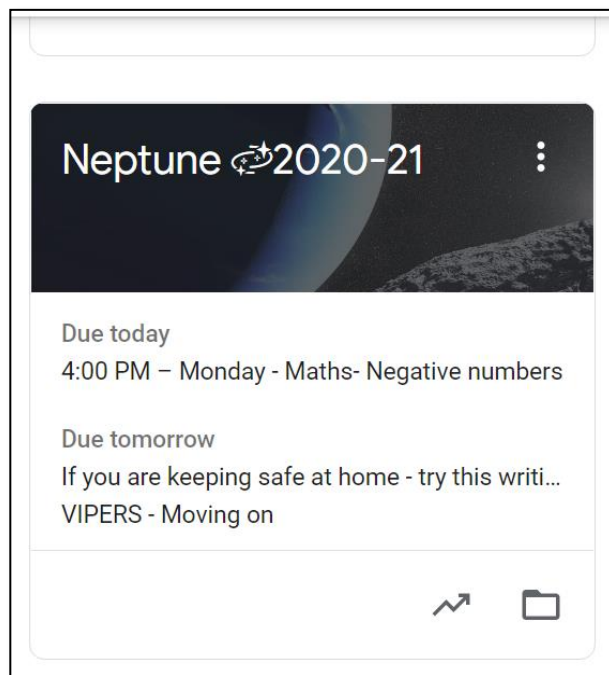 Neptune 2020-21
Due today
4:00 PM – Monday - Maths- Negative numbers
Due tomorrow
If you are keeping safe at home - try this writi...
VIPERS - Moving on